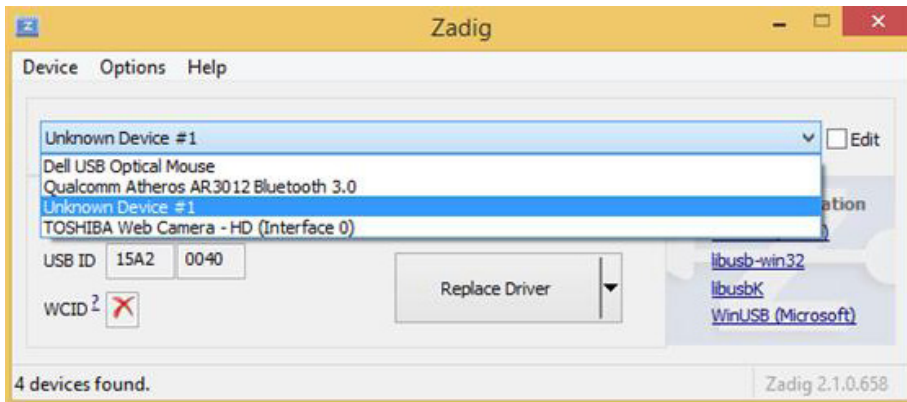 Z
Zadig
Device Options Help
Unknown Device #1
Edit
Dell USB Optical Mouse
Qualcomm Atheros AR3012 Bluetooth 3.0
Unknown Device #1
TOSHIBA Web Camera - HD (Interface 0)
ation
)
USB ID 15A2 0040
libusb-win32
WCID ?
Replace Driver
libusbK
WinUSB (Microsoft)
4 devices found.
Zadig 2.1.0.658